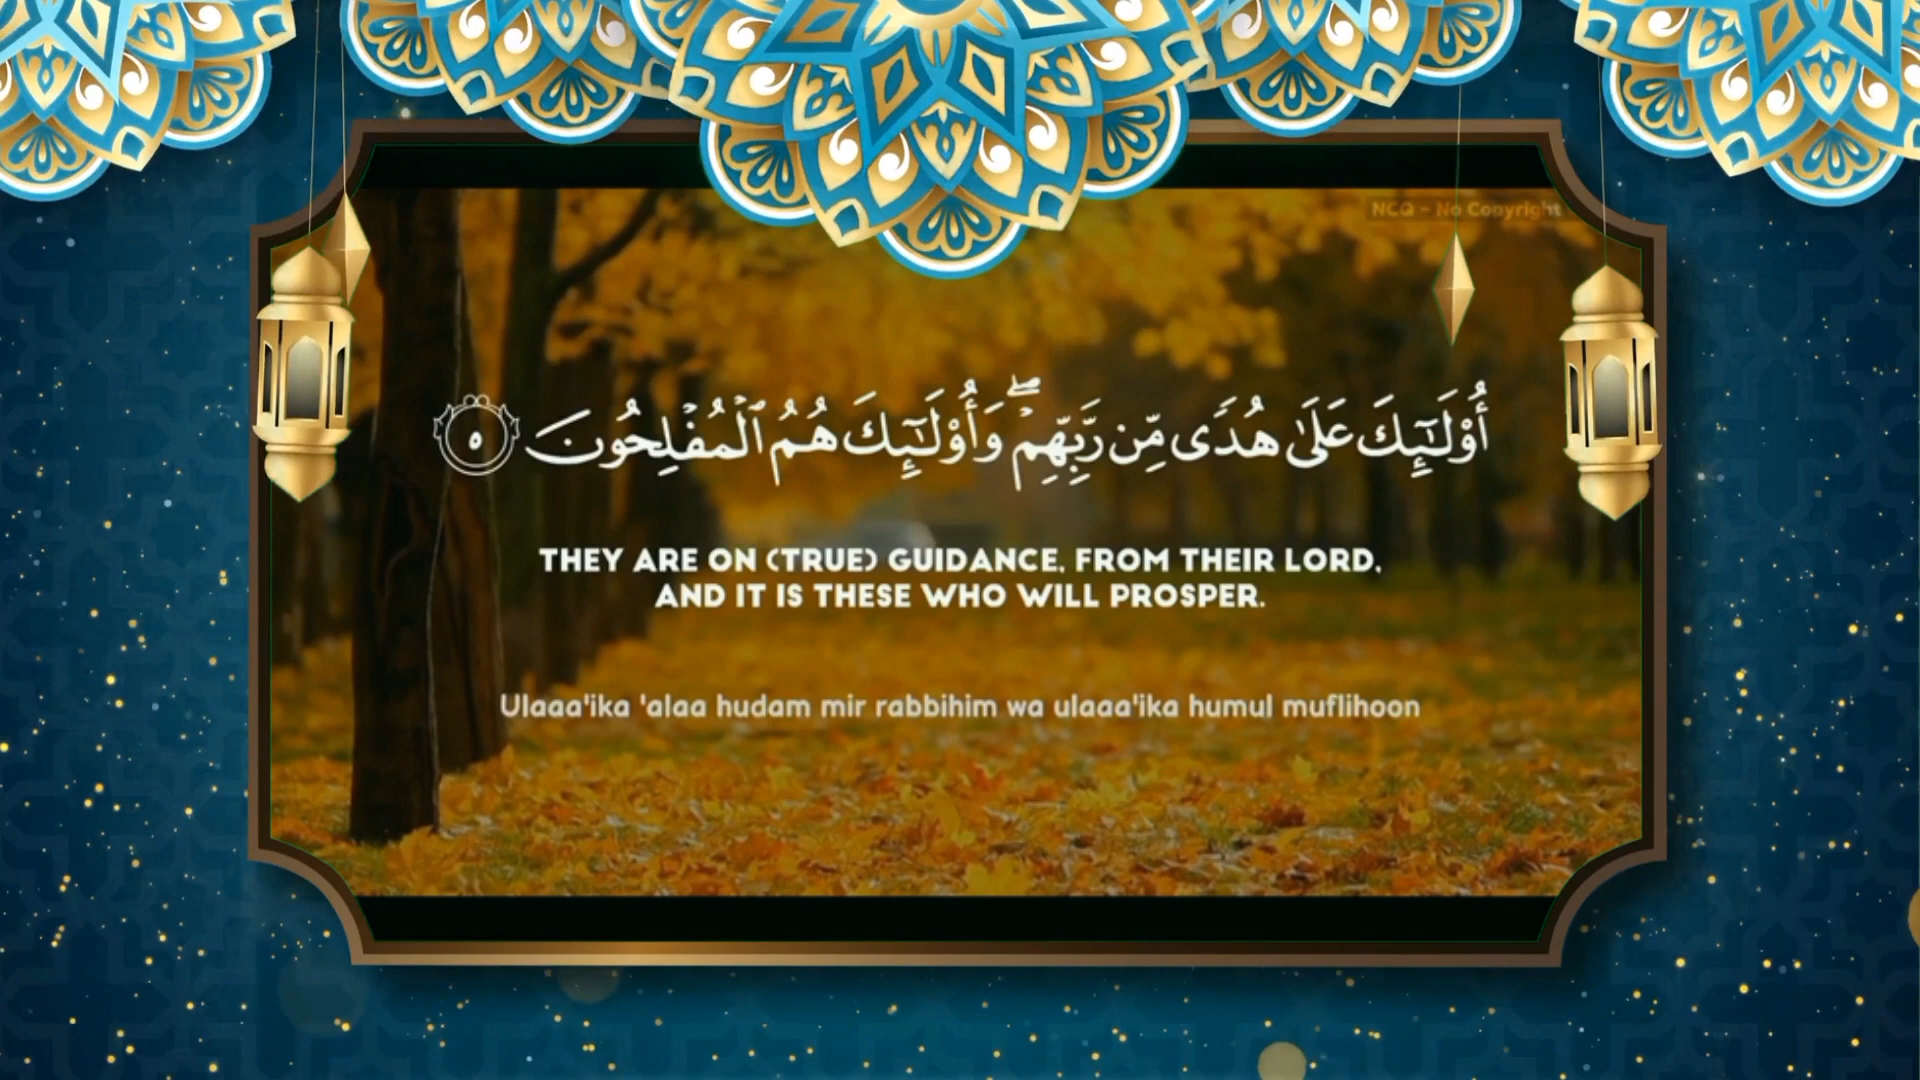 NCQ - No Copyright
أُوْلَـٰٓئِكَ عَلَىٰ هُدًى مِّن رَّبِّهِمْ ۖ وَأُوْلَـٰٓئِكَ هُمُ ٱلْمُفْلِحُونَ ٥
THEY ARE ON (TRUE) GUIDANCE, FROM THEIR LORD,
AND IT IS THESE WHO WILL PROSPER.
Ulaaa'ika 'alaa hudam mir rabbihim wa ulaaa'ika humul muflihoon